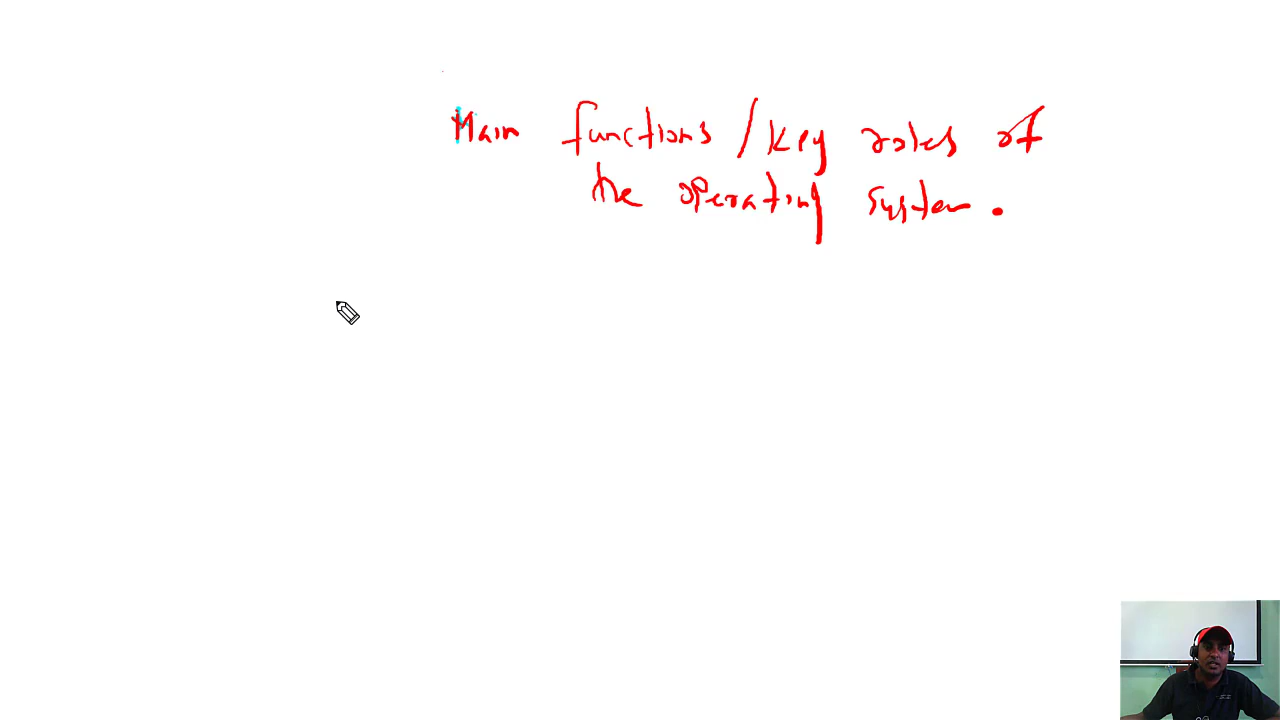 Main functions / key roles of
the operating system.